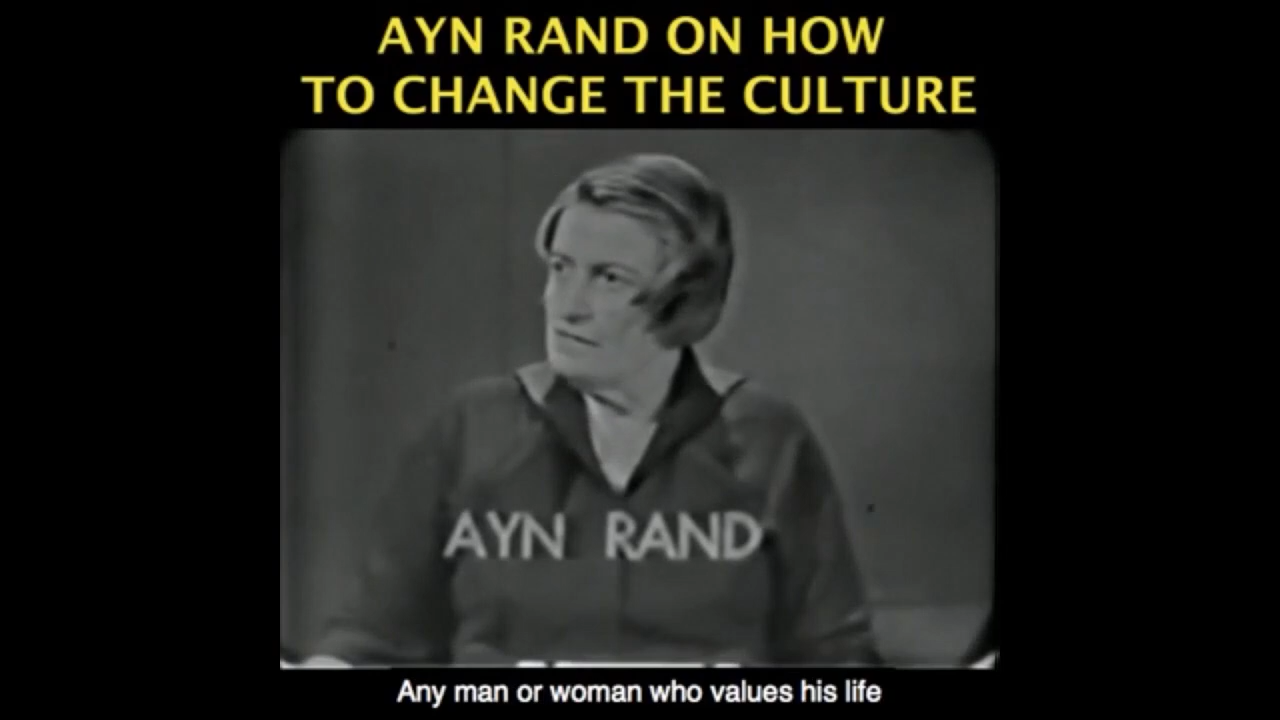 AYN RAND ON HOW
TO CHANGE THE CULTURE
AYN RAND
Any man or woman who values his life